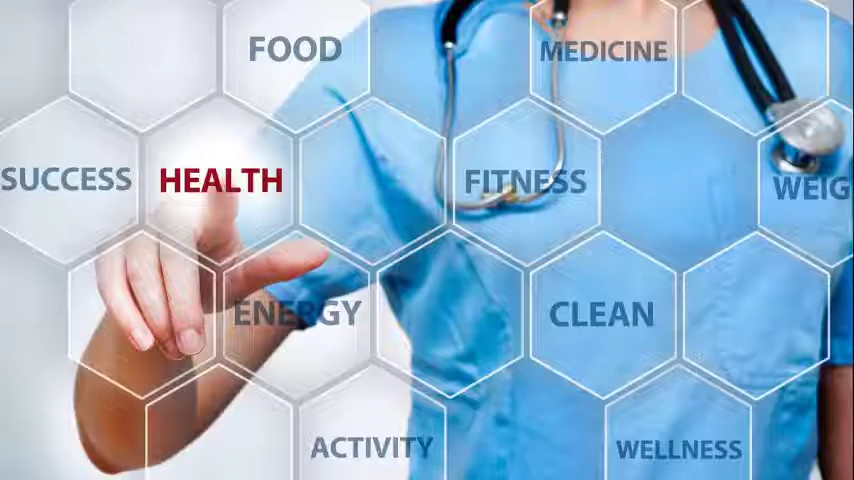 FOOD
MEDICINE
SUCCESS
HEALTH
FITNESS
WEIG
ENERGY
CLEAN
ACTIVITY
WELLNESS